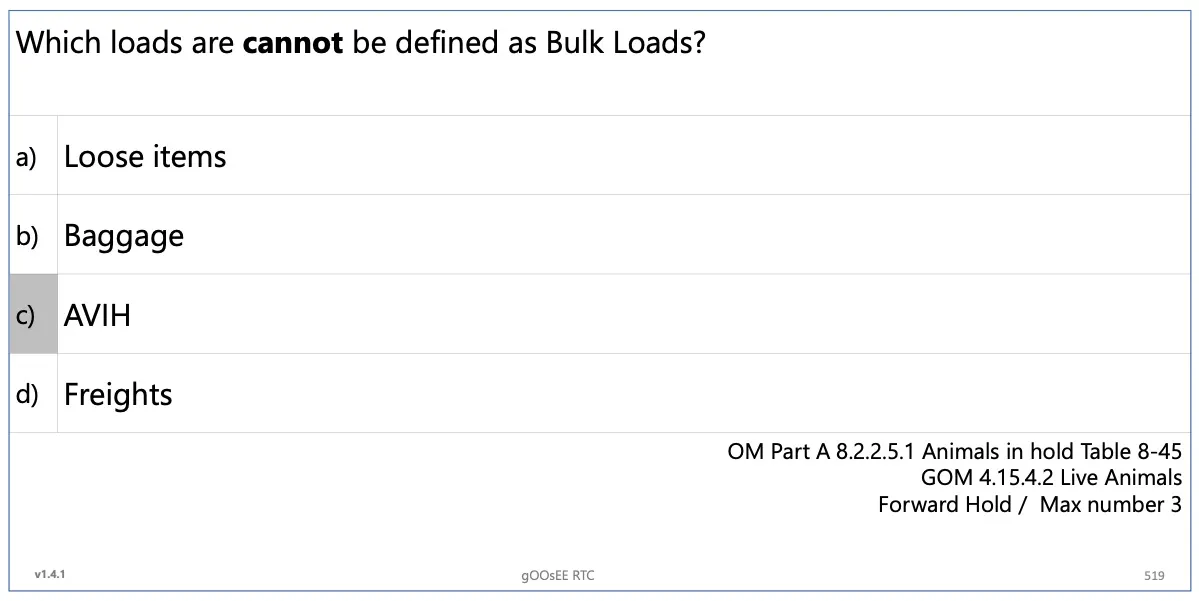 Which loads are cannot be defined as Bulk Loads?
a) Loose items
b) Baggage
c) AVIH
d) Freights
OM Part A 8.2.2.5.1 Animals in hold Table 8-45
GOM 4.15.4.2 Live Animals
Forward Hold / Max number 3
v1.4.1 gOOsEE RTC 519